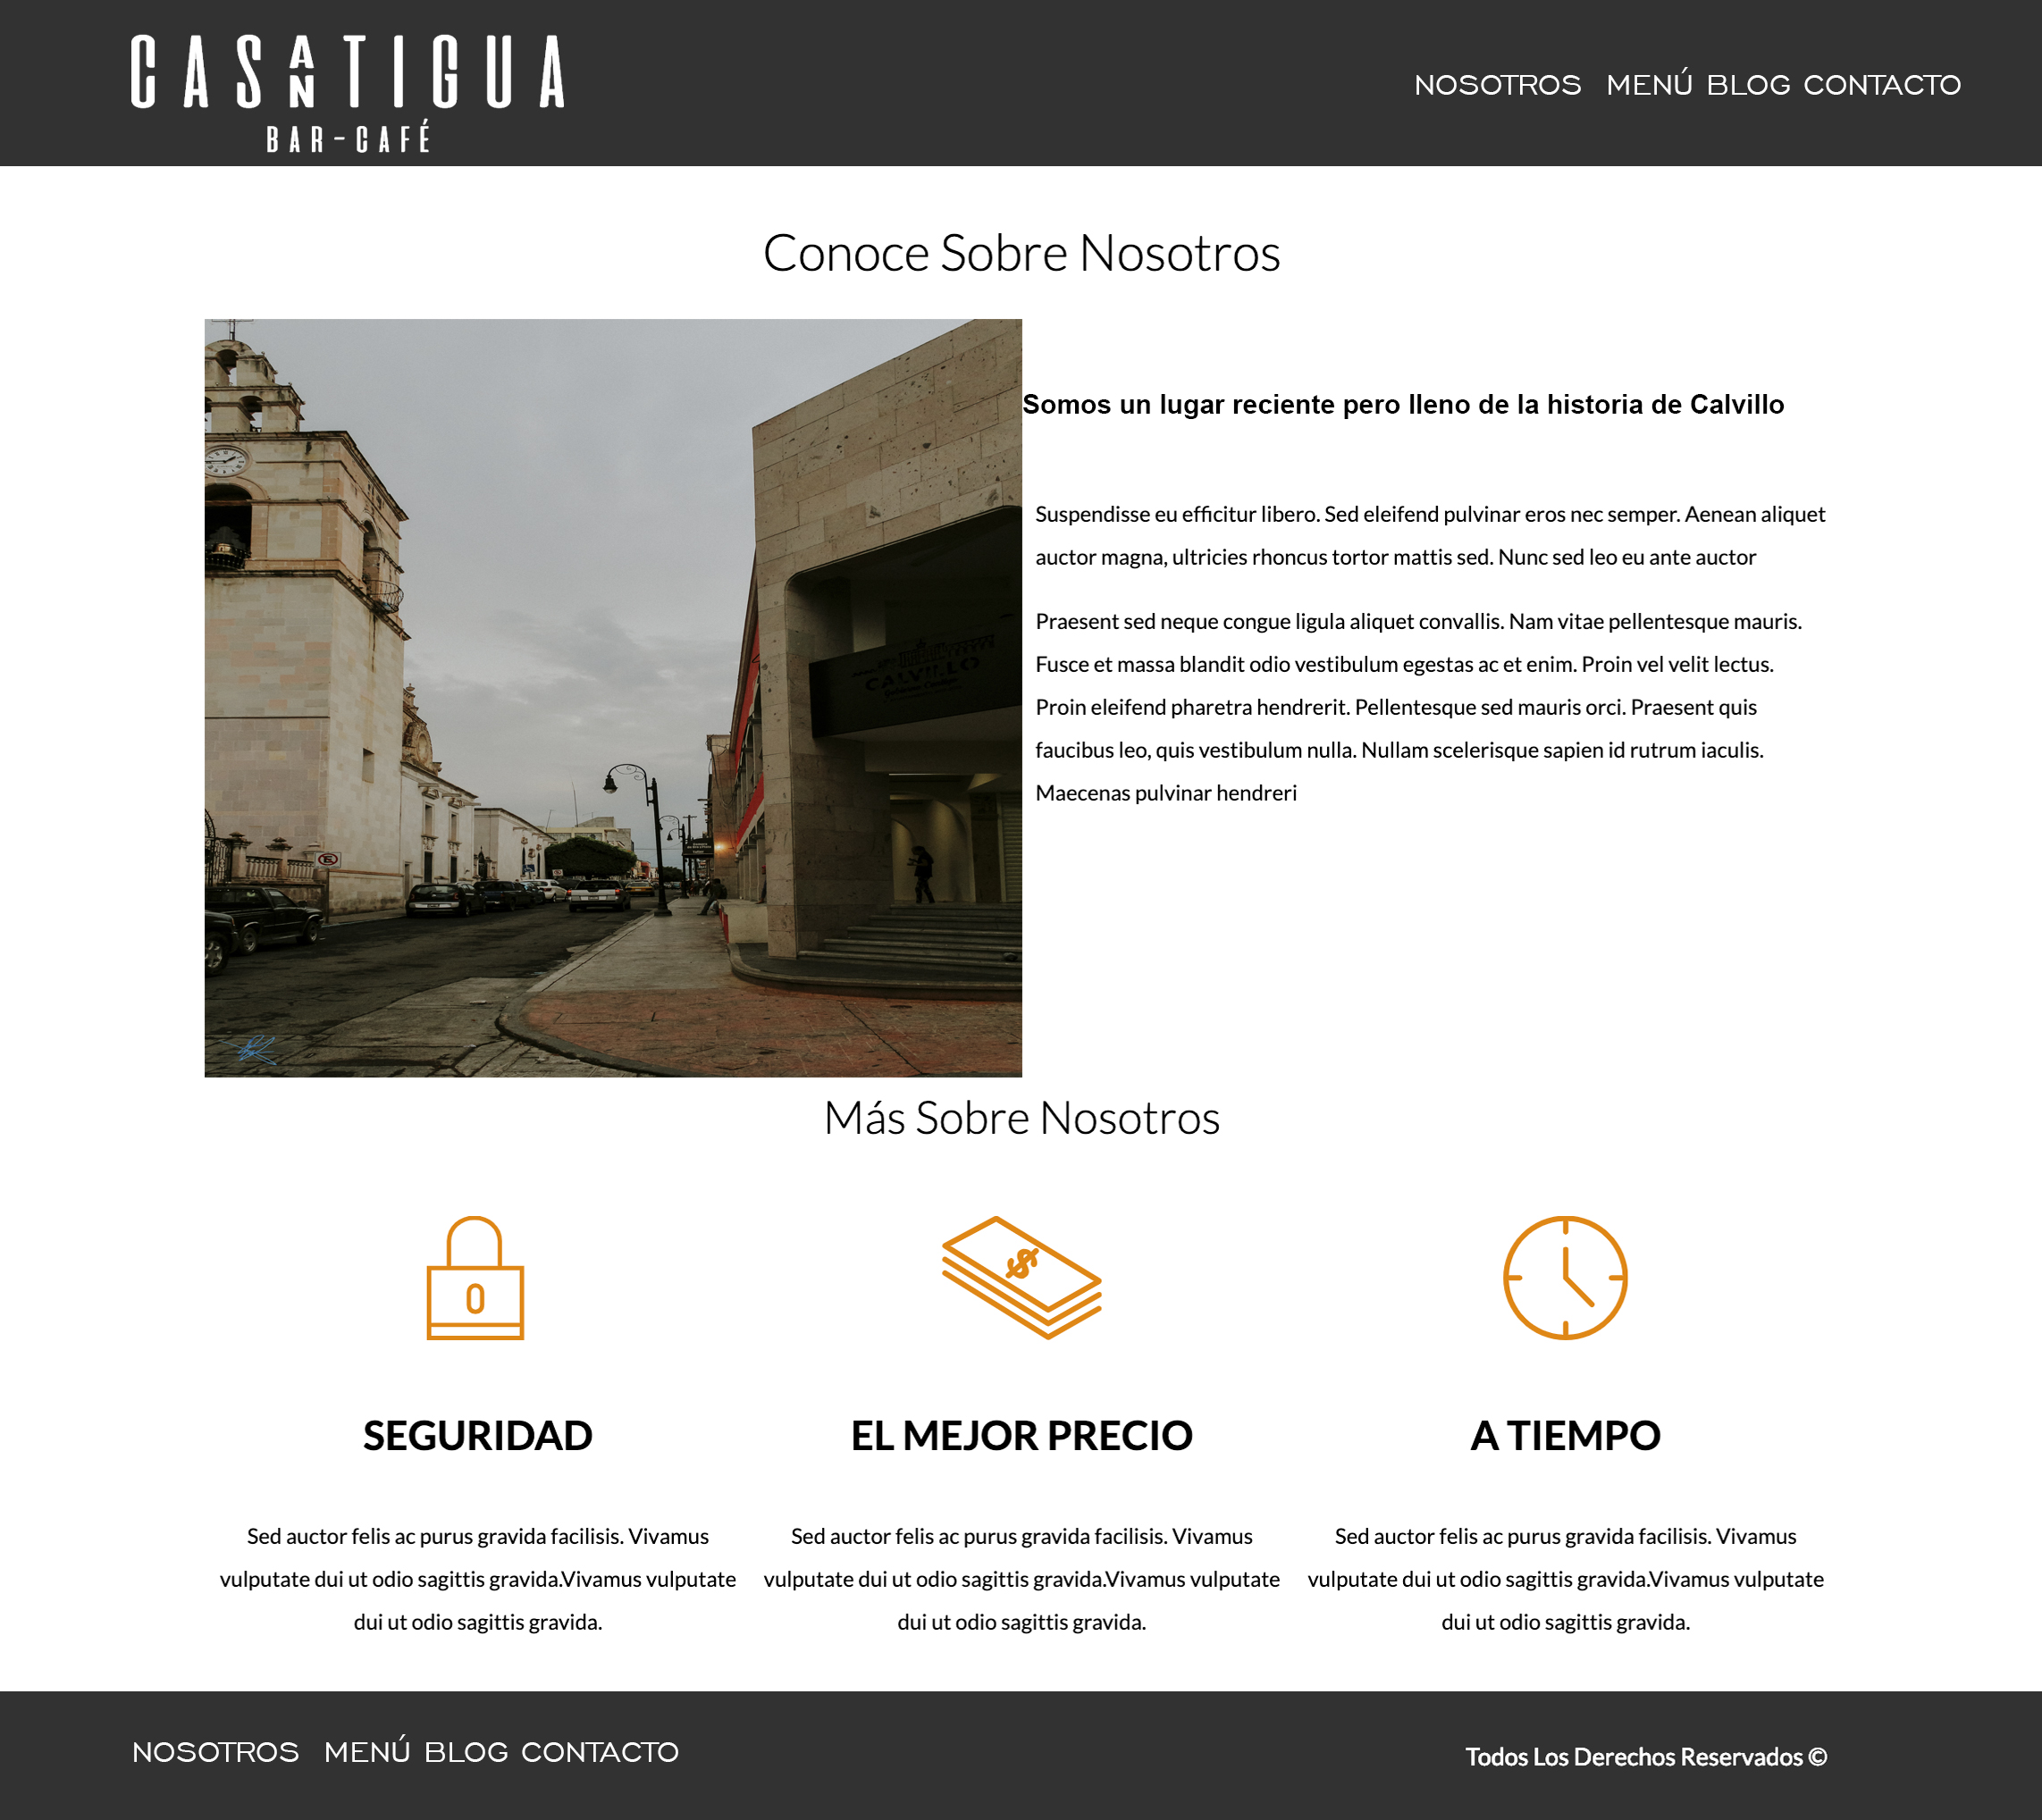 CASANTIGUA
BAR-CAFÉ
NOSOTROS MENÚ BLOG CONTACTO
Conoce Sobre Nosotros
Somos un lugar reciente pero lleno de la historia de Calvillo
Suspendisse eu efficitur libero. Sed eleifend pulvinar eros nec semper. Aenean aliquet
auctor magna, ultricies rhoncus tortor mattis sed. Nunc sed leo eu ante auctor
Praesent sed neque congue ligula aliquet convallis. Nam vitae pellentesque mauris.
Fusce et massa blandit odio vestibulum egestas ac et enim. Proin vel velit lectus.
Proin eleifend pharetra hendrerit. Pellentesque sed mauris orci. Praesent quis
faucibus leo, quis vestibulum nulla. Nullam scelerisque sapien id rutrum iaculis.
Maecenas pulvinar hendreri
CALVILLO
E
Más Sobre Nosotros
$
SEGURIDAD
Sed auctor felis ac purus gravida facilisis. Vivamus
vulputate dui ut odio sagittis gravida.Vivamus vulputate
dui ut odio sagittis gravida.
EL MEJOR PRECIO
Sed auctor felis ac purus gravida facilisis. Vivamus
vulputate dui ut odio sagittis gravida.Vivamus vulputate
dui ut odio sagittis gravida.
A TIEMPO
Sed auctor felis ac purus gravida facilisis. Vivamus
vulputate dui ut odio sagittis gravida.Vivamus vulputate
dui ut odio sagittis gravida.
NOSOTROS MENÚ BLOG CONTACTO
Todos Los Derechos Reservados ©